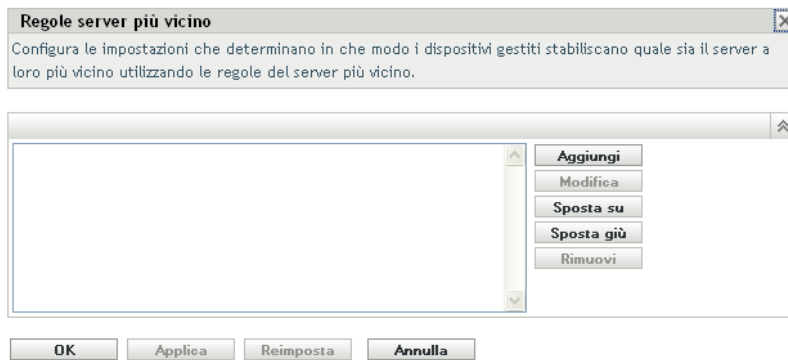 Regole server più vicino
Configura le impostazioni che determinano in che modo i dispositivi gestiti stabiliscano quale sia il server a
loro più vicino utilizzando le regole del server più vicino.
Aggiungi
Modifica
Sposta su
Sposta giù
Rimuovi
OK
Applica
Reimposta
Annulla